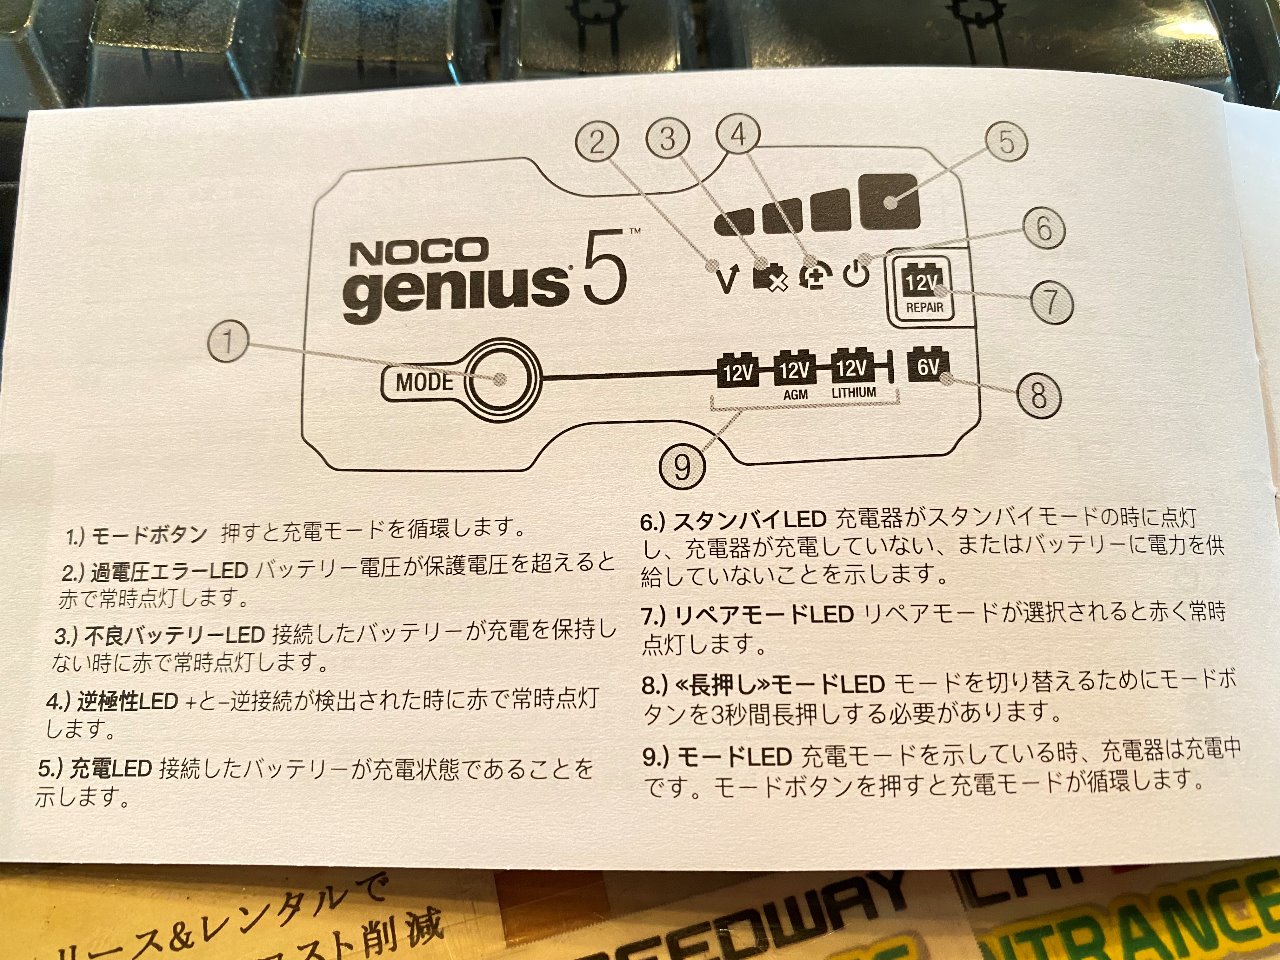 ②
③
④
⑤
⑥
⑦
①
⑧
⑨
NOCO
genius 5™
12V
REPAIR
MODE
12V 12V 12V 6V
AGM LITHIUM
1.) モードボタン 押すと充電モードを循環します。
2.) 過電圧エラーLED バッテリー電圧が保護電圧を超えると
赤で常時点灯します。
3.) 不良バッテリーLED 接続したバッテリーが充電を保持し
ない時に赤で常時点灯します。
4.) 逆極性LED +と−逆接続が検出された時に赤で常時点灯
します。
5.) 充電LED 接続したバッテリーが充電状態であることを
示します。
6.) スタンバイLED 充電器がスタンバイモードの時に点灯
し、充電器が充電していない、またはバッテリーに電力を供
給していないことを示します。
7.) リペアモードLED リペアモードが選択されると赤く常時
点灯します。
8.) «長押し»モードLED モードを切り替えるためにモードボ
タンを3秒間長押しする必要があります。
9.) モードLED 充電モードを示している時、充電器は充電中
です。モードボタンを押すと充電モードが循環します。
リース&レンタルで
スト削減
EEDWAY
NTRANCE